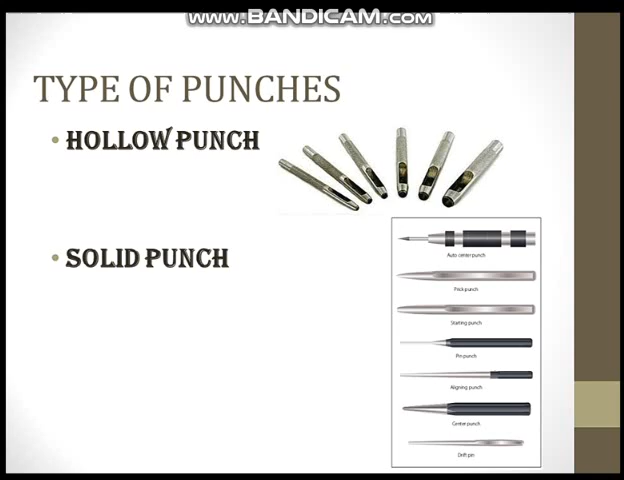 WWW.BANDICAM.COM
TYPE OF PUNCHES
• HOLLOW PUNCH
• SOLID PUNCH
Auto center punch
Prick punch
Starting punch
Pin punch
Aligning punch
Center punch
Drift pin